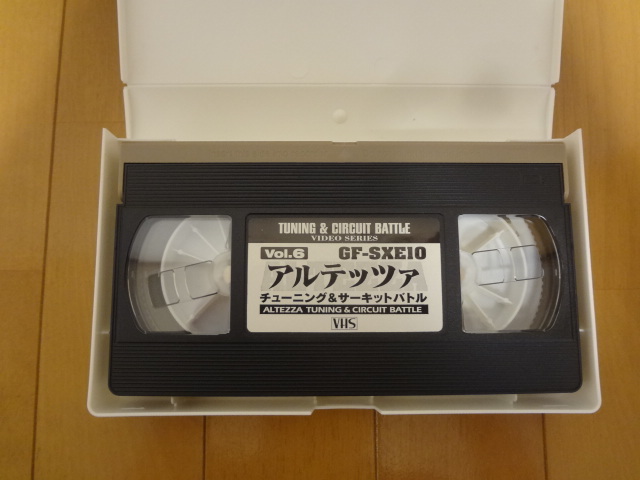 TUNING & CIRCUIT BATTLE
VIDEO SERIES
Vol.6 GF-SXE10
アルテッツァ
チューニング&サーキットバトル
ALTEZZA TUNING & CIRCUIT BATTLE
VHS